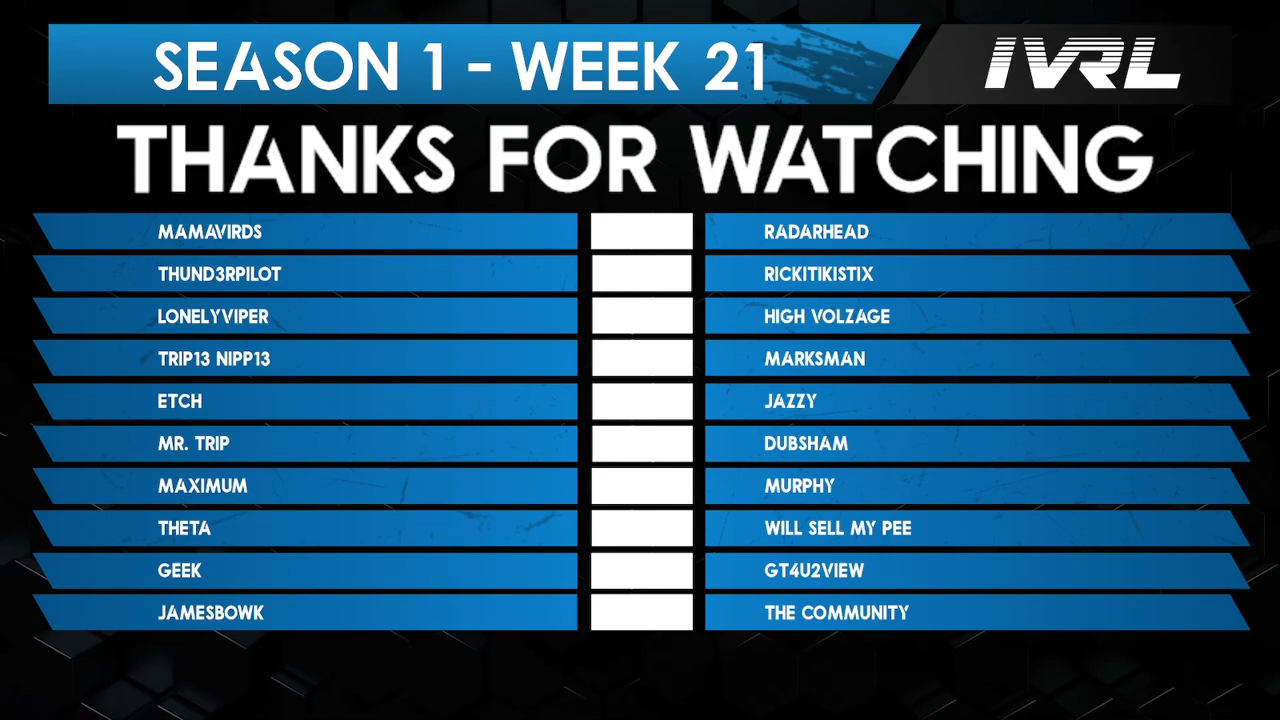 SEASON 1 - WEEK 21
IVRL
THANKS FOR WATCHING
MAMAVIRDS
RADARHEAD
THUND3RPILOT
RICKITIKISTIX
LONELYVIPER
HIGH VOLZAGE
TRIP13 NIPP13
MARKSMAN
ETCH
JAZZY
MR. TRIP
DUBSHAM
MAXIMUM
MURPHY
THETA
WILL SELL MY PEE
GEEK
GT4U2VIEW
JAMESBOWK
THE COMMUNITY